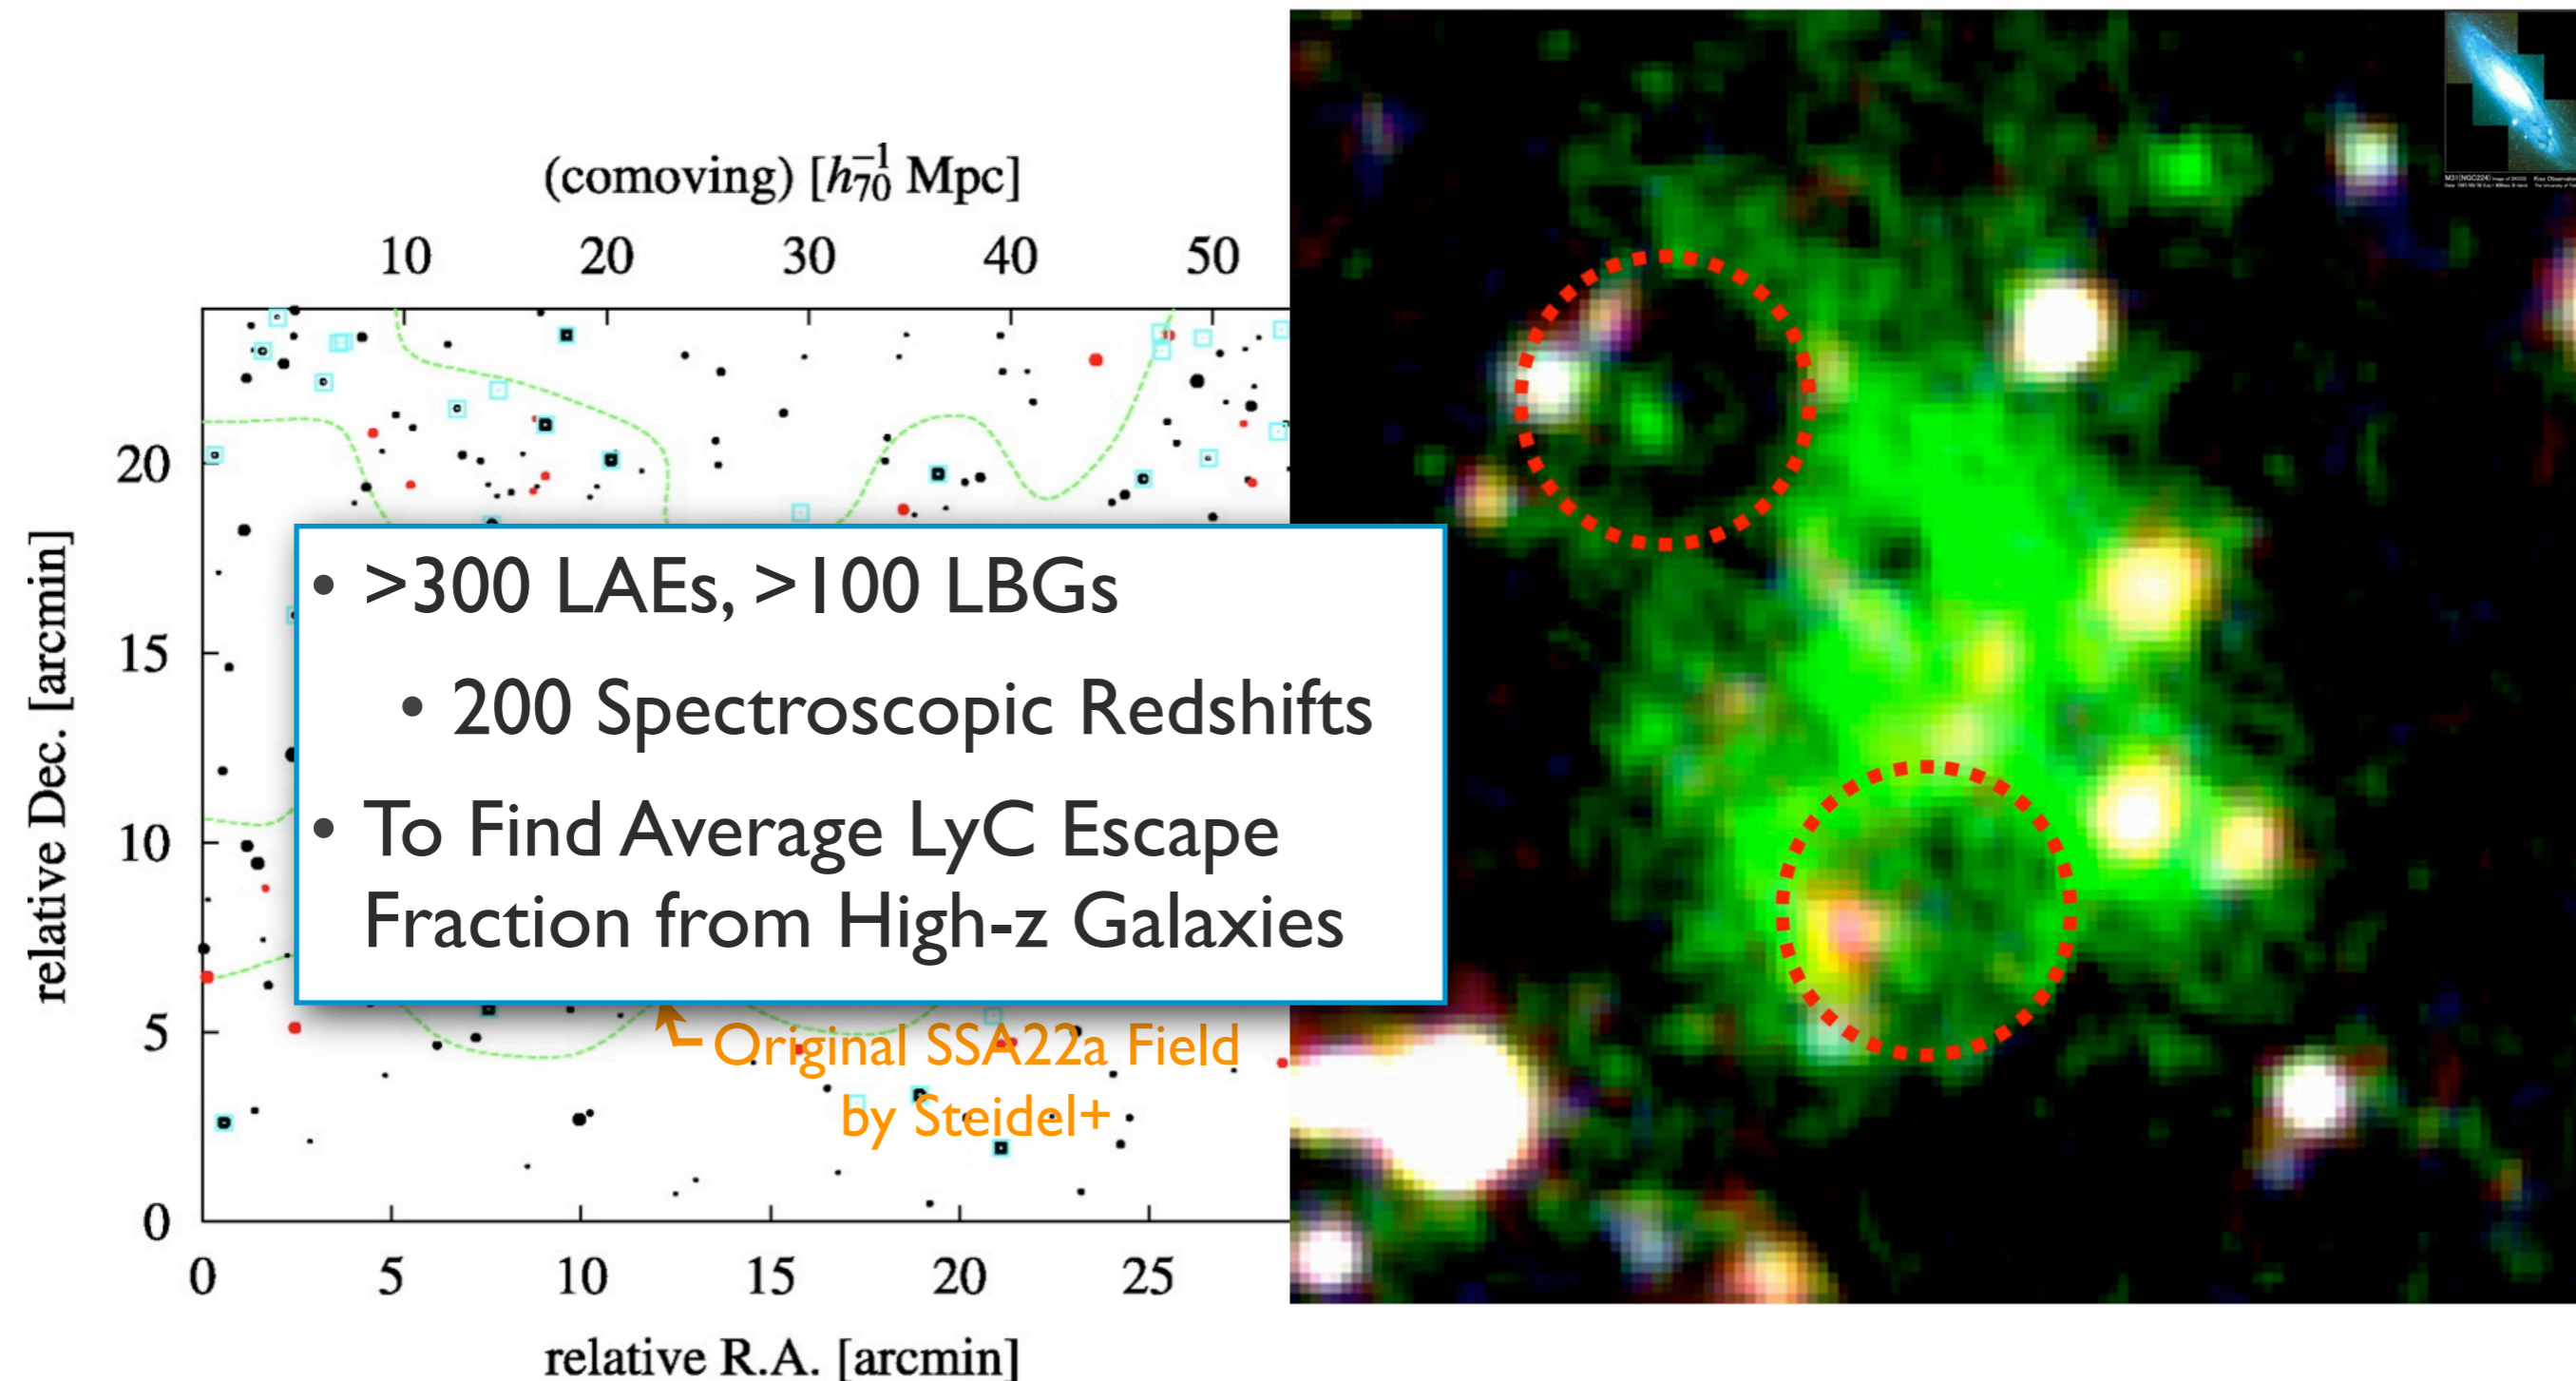 (comoving) [h₇₀⁻¹ Mpc]
10 20 30 40 50
relative Dec. [arcmin]
20
15
10
5
0
• >300 LAEs, >100 LBGs
• 200 Spectroscopic Redshifts
• To Find Average LyC Escape
Fraction from High-z Galaxies
Original SSA22a Field
by Steidel+
0 5 10 15 20 25
relative R.A. [arcmin]
M31(NGC224)